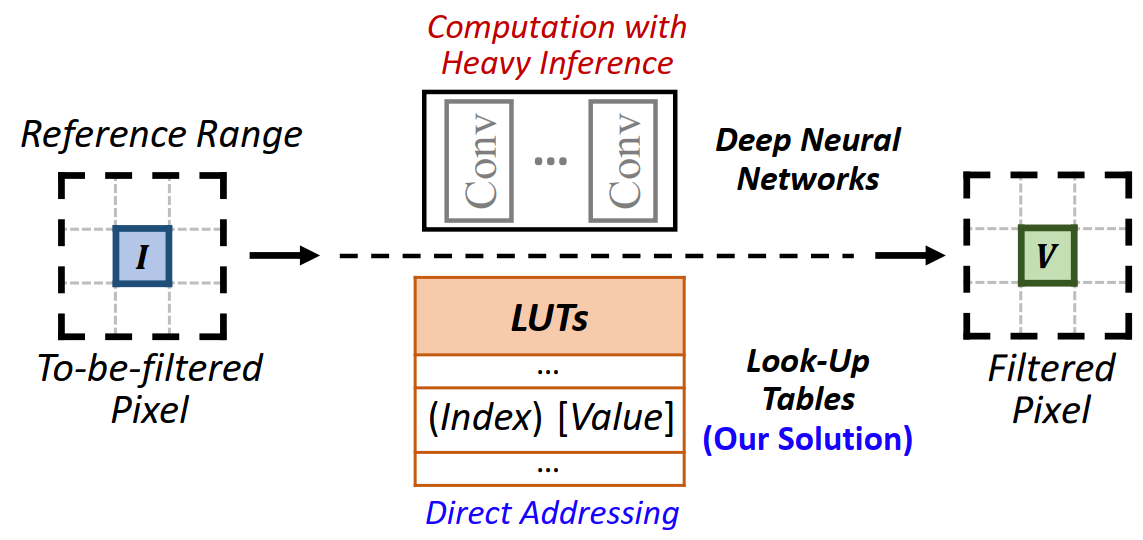 Computation with
Heavy Inference
Reference Range
Conv
...
Conv
Deep Neural
Networks
I
V
To-be-filtered
Pixel
LUTs
...
(Index) [Value]
...
Direct Addressing
Look-Up
Tables
(Our Solution)
Filtered
Pixel